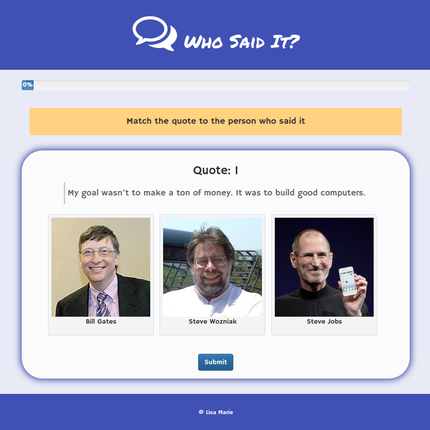 Who Said It?
0%
Match the quote to the person who said it
Quote: 1
My goal wasn't to make a ton of money. It was to build good computers.
Bill Gates
Steve Wozniak
Steve Jobs
Submit
© Lisa Marie